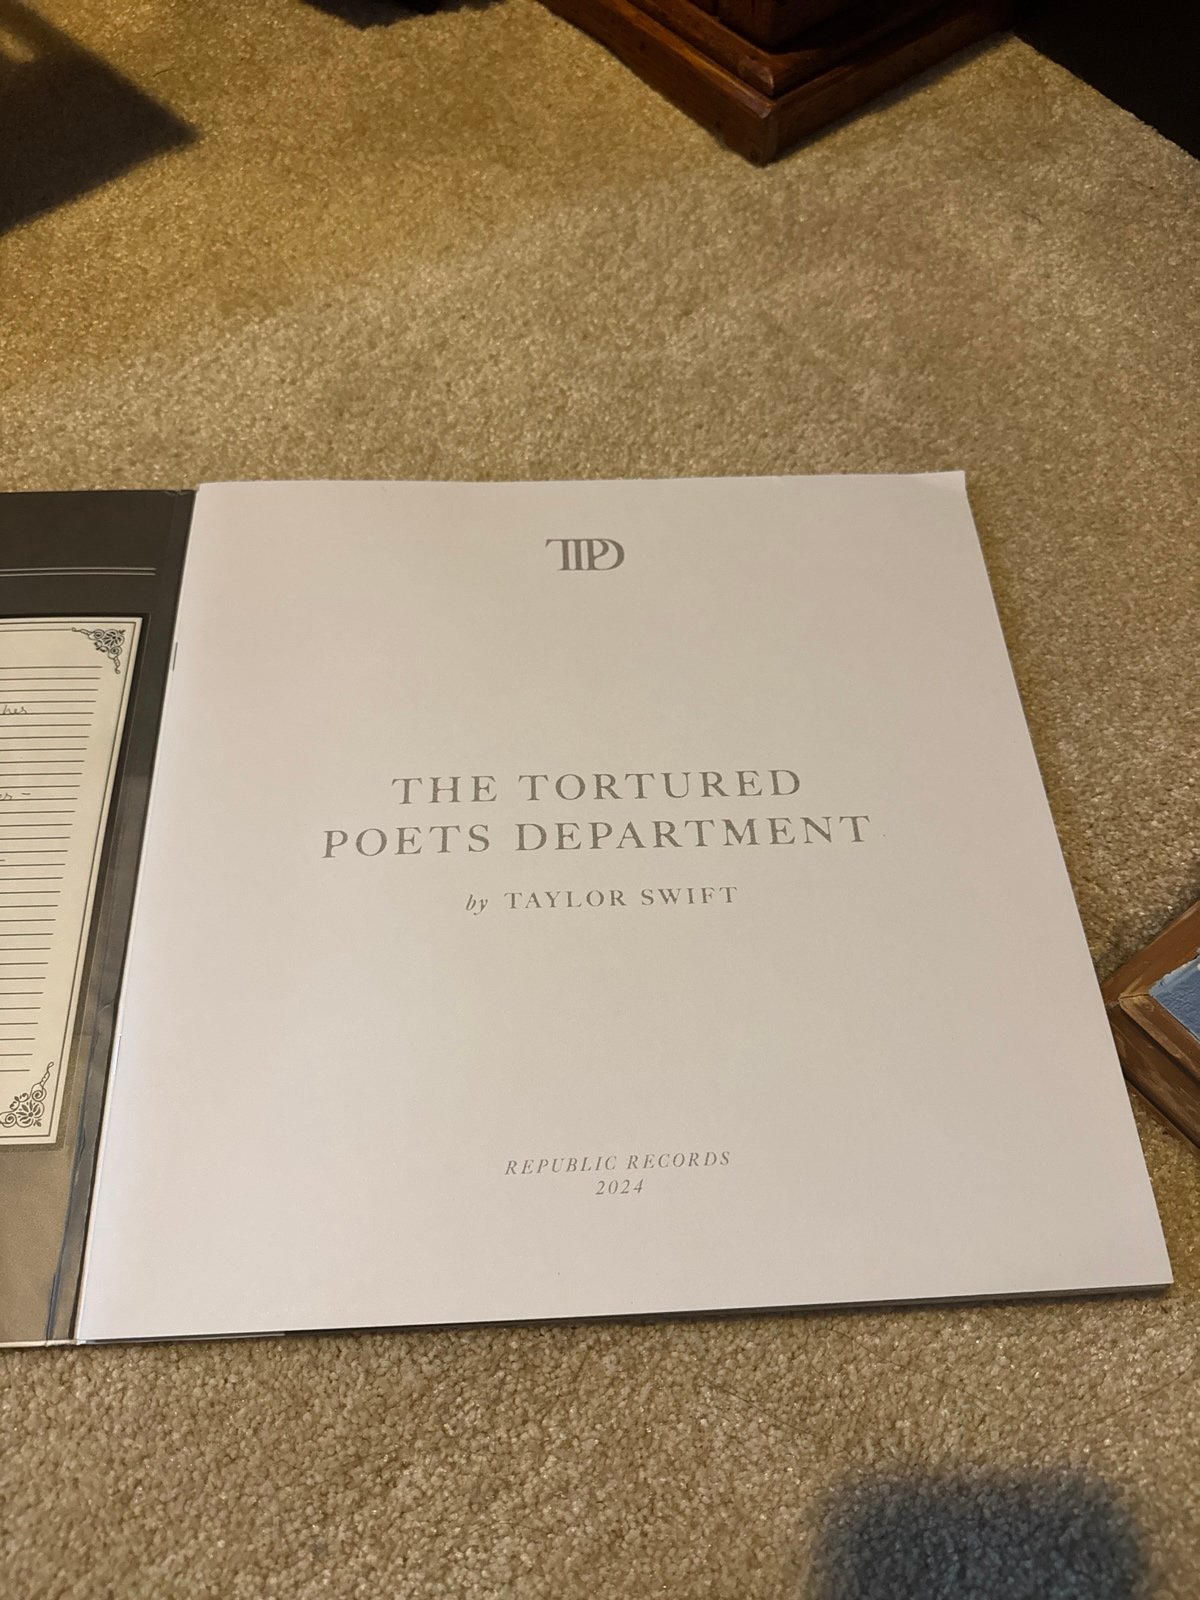 TTPD
THE TORTURED
POETS DEPARTMENT
by TAYLOR SWIFT
REPUBLIC RECORDS
2024